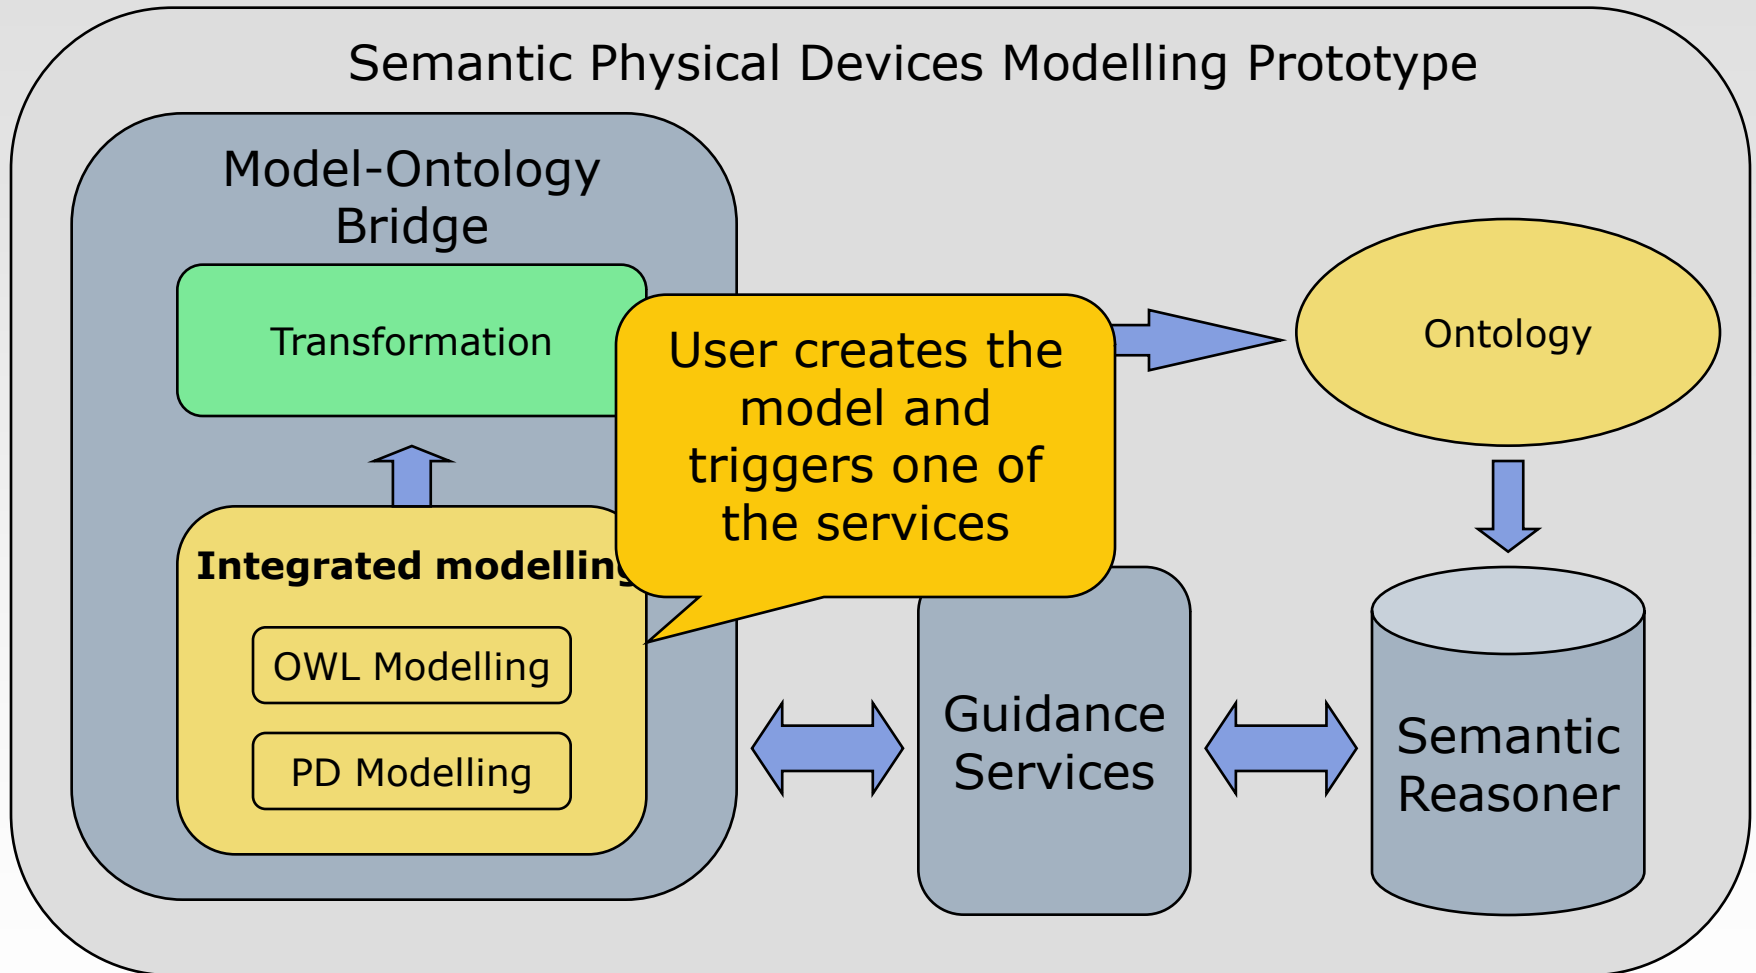 Semantic Physical Devices Modelling Prototype
Model-Ontology
Bridge
Transformation
User creates the
model and
triggers one of
the services
Ontology
Integrated modelling
OWL Modelling
PD Modelling
Guidance
Services
Semantic
Reasoner